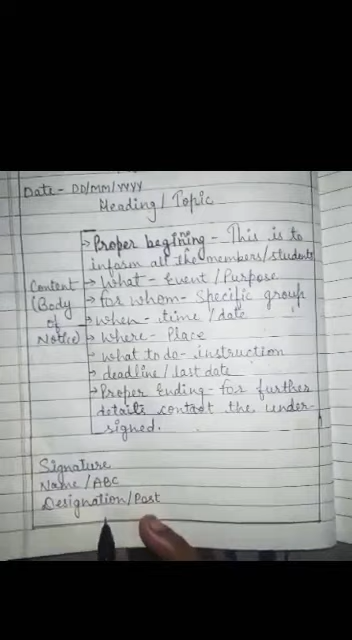 Date - DD/MM/YYYY
Heading/Topic
→ Proper begining - This is to
inform all the members/students
Content → What - Event/Purpose
(Body → for whom - Specific group
of → when - time/date
Notice) → where - Place
→ what to do - instruction
→ deadline/last date
→ Proper Ending - for further
details contact the under-
signed.
Signature
Name/ABC
Designation/Post